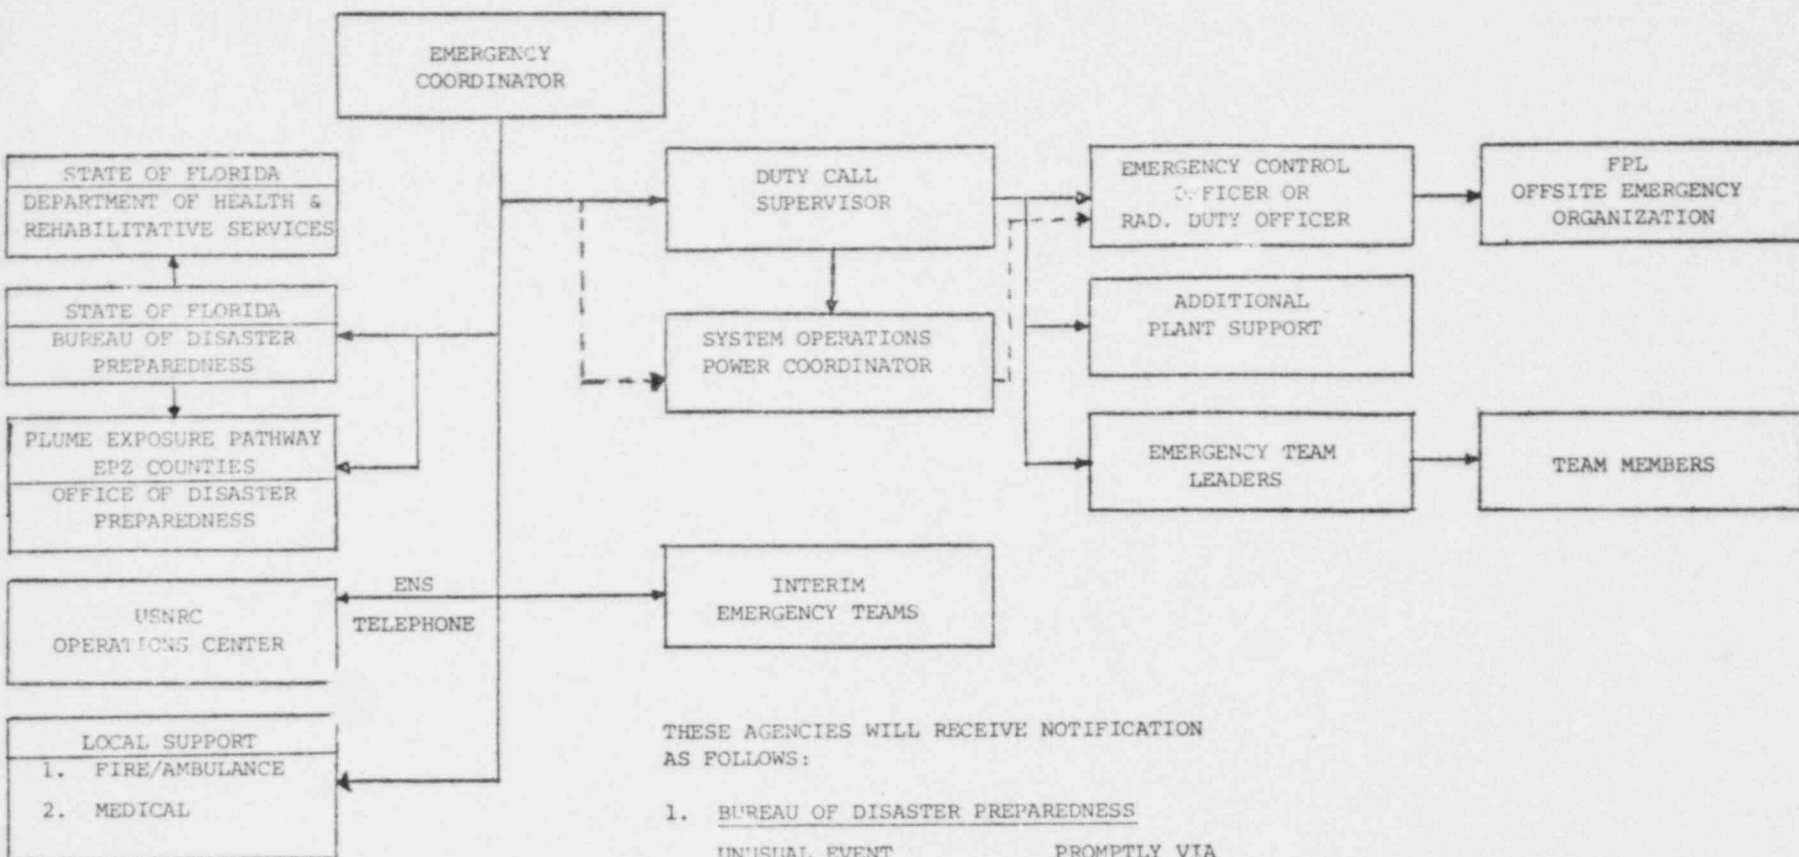 EMERGENCY
COORDINATOR
STATE OF FLORIDA
DEPARTMENT OF HEALTH &
REHABILITATIVE SERVICES
STATE OF FLORIDA
BUREAU OF DISASTER
PREPAREDNESS
PLUME EXPOSURE PATHWAY
EPZ COUNTIES
OFFICE OF DISASTER
PREPAREDNESS
USNRC
OPERATIONS CENTER
ENS
TELEPHONE
LOCAL SUPPORT
1. FIRE/AMBULANCE
2. MEDICAL
DUTY CALL
SUPERVISOR
SYSTEM OPERATIONS
POWER COORDINATOR
INTERIM
EMERGENCY TEAMS
EMERGENCY CONTROL
OFFICER OR
RAD. DUTY OFFICER
ADDITIONAL
PLANT SUPPORT
EMERGENCY TEAM
LEADERS
FPL
OFFSITE EMERGENCY
ORGANIZATION
TEAM MEMBERS
THESE AGENCIES WILL RECEIVE NOTIFICATION
AS FOLLOWS:
1. BUREAU OF DISASTER PREPAREDNESS
UNUSUAL EVENT PROMPTLY VIA